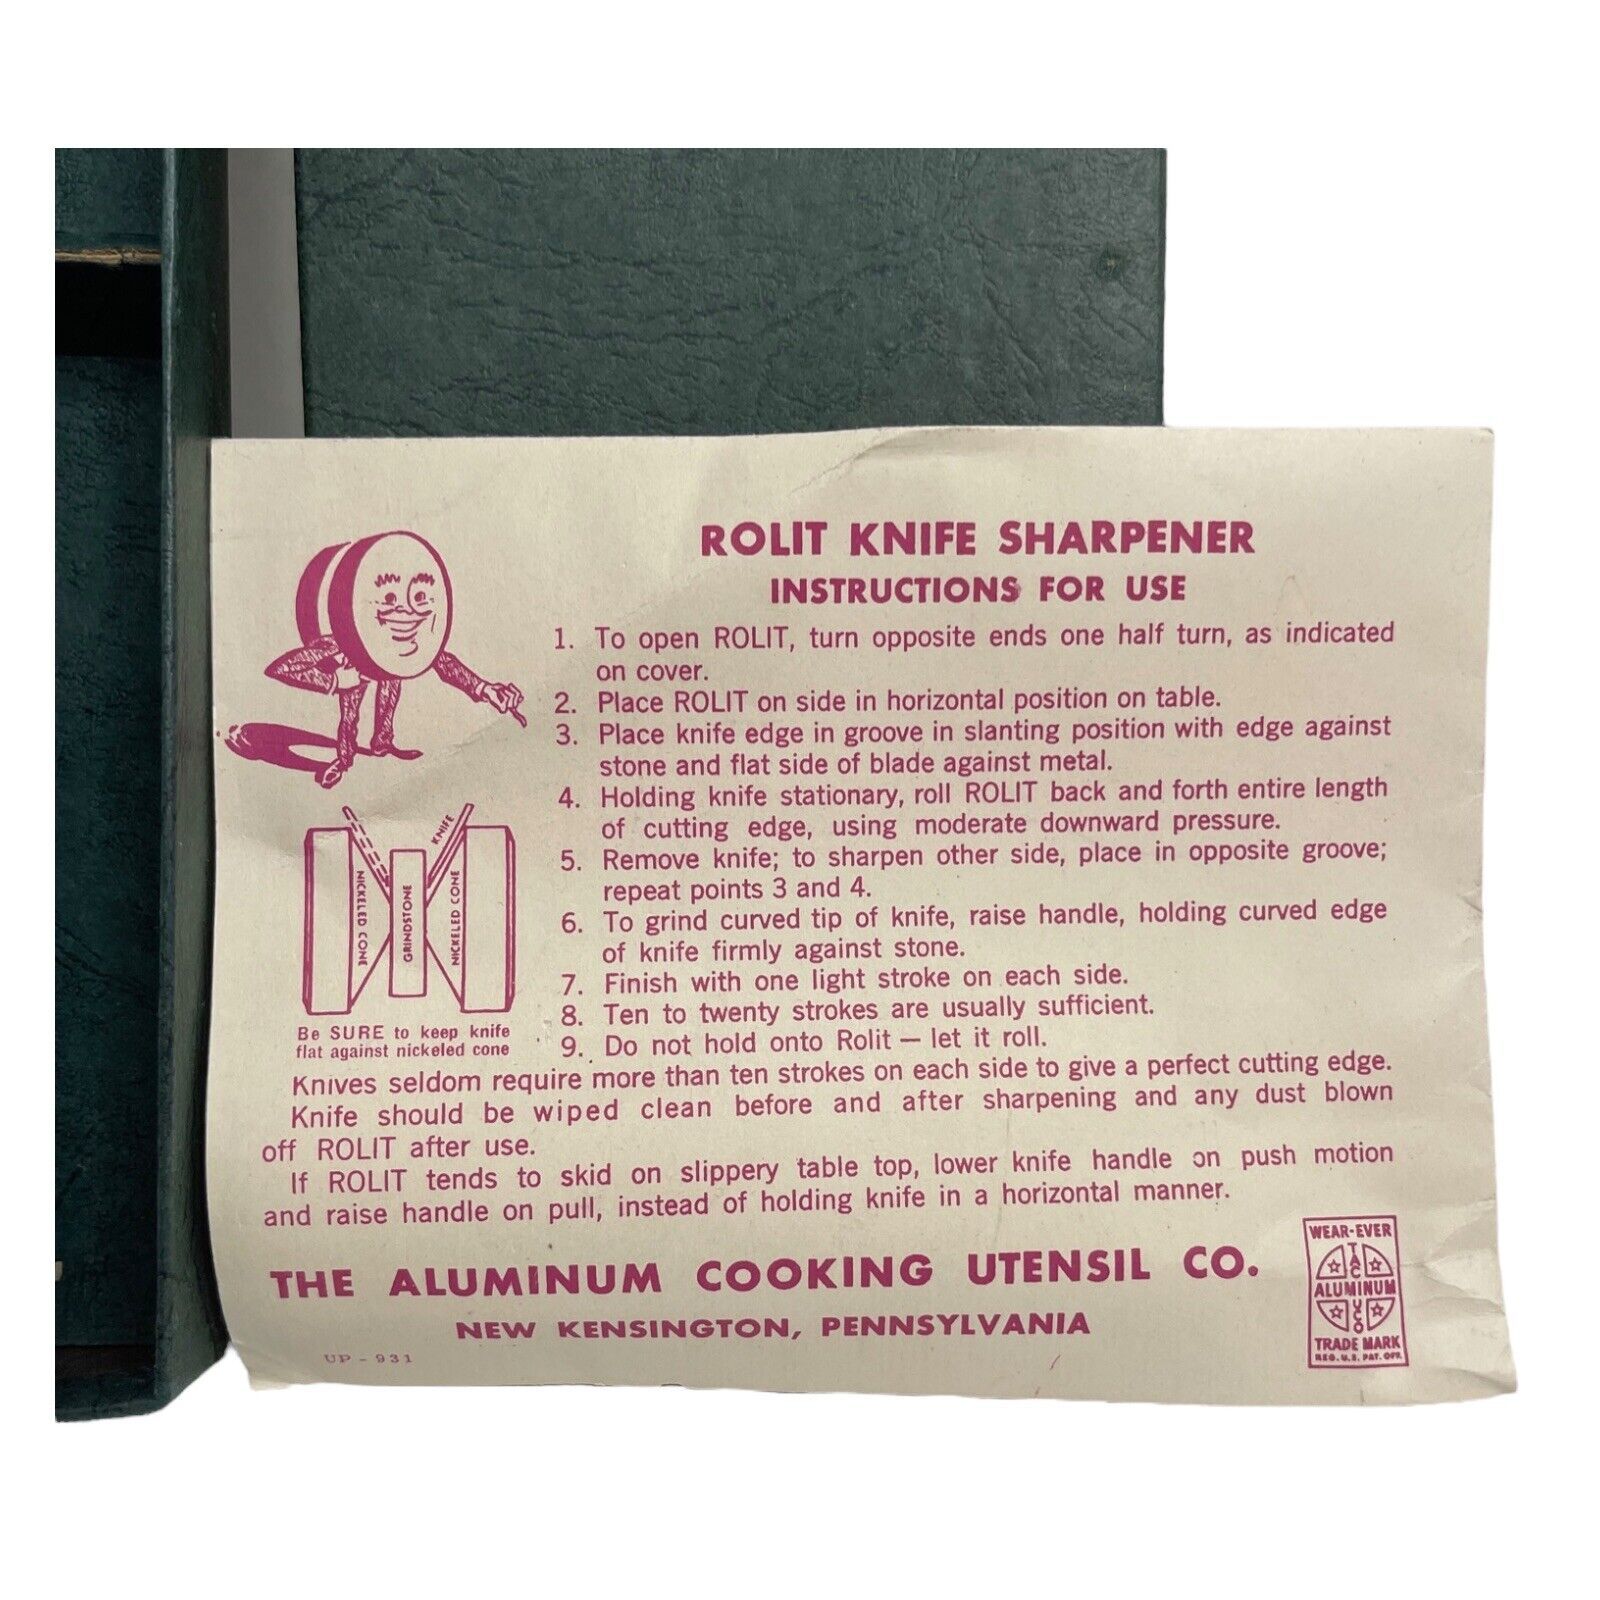 ROLIT KNIFE SHARPENER
INSTRUCTIONS FOR USE
1. To open ROLIT, turn opposite ends one half turn, as indicated
on cover.
2. Place ROLIT on side in horizontal position on table.
3. Place knife edge in groove in slanting position with edge against
stone and flat side of blade against metal.
4. Holding knife stationary, roll ROLIT back and forth entire length
of cutting edge, using moderate downward pressure.
5. Remove knife; to sharpen other side, place in opposite groove;
repeat points 3 and 4.
6. To grind curved tip of knife, raise handle, holding curved edge
of knife firmly against stone.
7. Finish with one light stroke on each side.
8. Ten to twenty strokes are usually sufficient.
9. Do not hold onto Rolit — let it roll.
KNIFE
NICKELED CONE
GRINDSTONE
NICKELED CONE
Be SURE to keep knife
flat against nickeled cone
Knives seldom require more than ten strokes on each side to give a perfect cutting edge.
Knife should be wiped clean before and after sharpening and any dust blown
off ROLIT after use.
If ROLIT tends to skid on slippery table top, lower knife handle on push motion
and raise handle on pull, instead of holding knife in a horizontal manner.
THE ALUMINUM COOKING UTENSIL CO.
NEW KENSINGTON, PENNSYLVANIA
UP - 931
WEAR-EVER
TACUCO
ALUMINUM
TRADE MARK
REG. U.S. PAT. OFF.